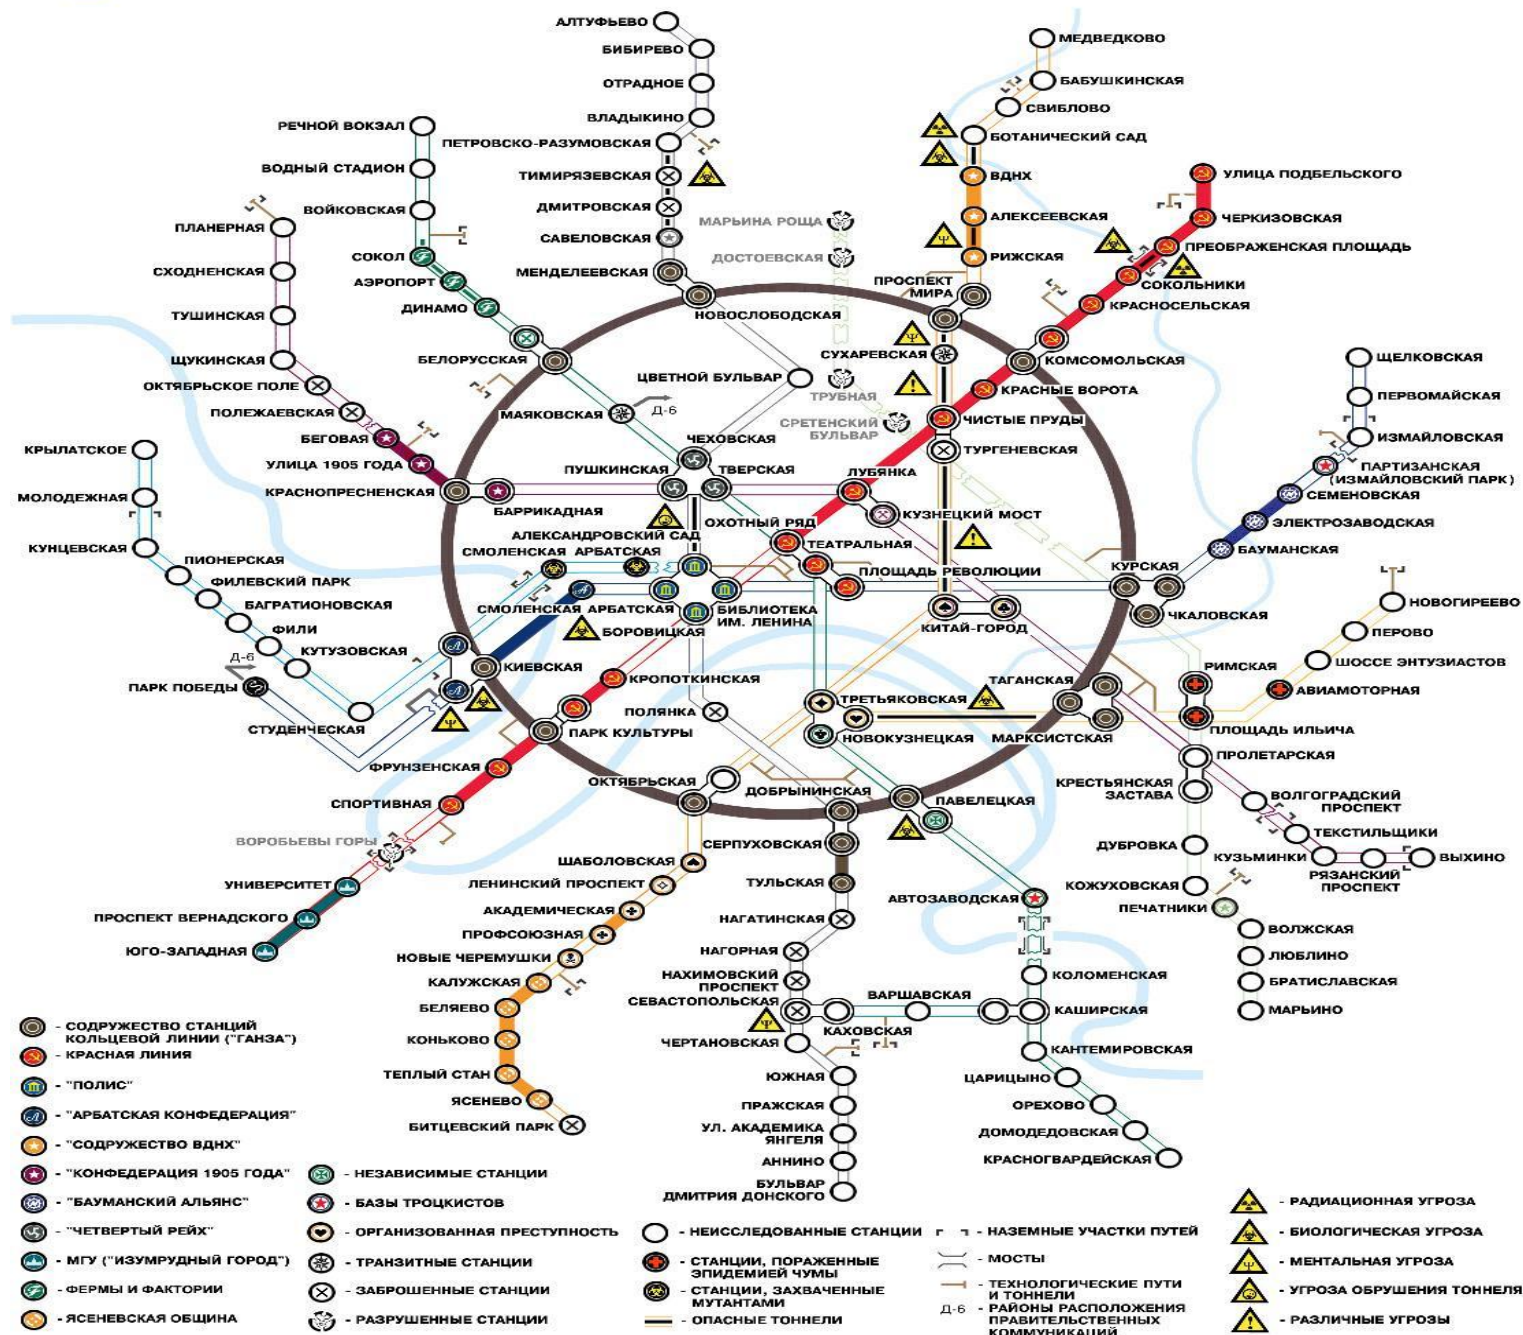 АЛТУФЬЕВО
БИБИРЕВО
ОТРАДНОЕ
ВЛАДЫКИНО
ПЕТРОВСКО-РАЗУМОВСКАЯ
ТИМИРЯЗЕВСКАЯ
ДМИТРОВСКАЯ
САВЕЛОВСКАЯ
МЕНДЕЛЕЕВСКАЯ
НОВОСЛОБОДСКАЯ
МЕДВЕДКОВО
БАБУШКИНСКАЯ
СВИБЛОВО
БОТАНИЧЕСКИЙ САД
ВДНХ
АЛЕКСЕЕВСКАЯ
РИЖСКАЯ
ПРОСПЕКТ
МИРА
СУХАРЕВСКАЯ
РЕЧНОЙ ВОКЗАЛ
ВОДНЫЙ СТАДИОН
ВОЙКОВСКАЯ
СОКОЛ
АЭРОПОРТ
ДИНАМО
БЕЛОРУССКАЯ
МАЯКОВСКАЯ
Д-6
ПЛАНЕРНАЯ
СХОДНЕНСКАЯ
ТУШИНСКАЯ
ЩУКИНСКАЯ
ОКТЯБРЬСКОЕ ПОЛЕ
ПОЛЕЖАЕВСКАЯ
БЕГОВАЯ
УЛИЦА 1905 ГОДА
КРАСНОПРЕСНЕНСКАЯ
БАРРИКАДНАЯ
МАРЬИНА РОЩА
ДОСТОЕВСКАЯ
ТРУБНАЯ
СРЕТЕНСКИЙ
БУЛЬВАР
ЦВЕТНОЙ БУЛЬВАР
ЧЕХОВСКАЯ
ПУШКИНСКАЯ
ТВЕРСКАЯ
УЛИЦА ПОДБЕЛЬСКОГО
ЧЕРКИЗОВСКАЯ
ПРЕОБРАЖЕНСКАЯ ПЛОЩАДЬ
СОКОЛЬНИКИ
КРАСНОСЕЛЬСКАЯ
КОМСОМОЛЬСКАЯ
КРАСНЫЕ ВОРОТА
ЧИСТЫЕ ПРУДЫ
ТУРГЕНЕВСКАЯ
ЛУБЯНКА
КУЗНЕЦКИЙ МОСТ
ОХОТНЫЙ РЯД
ТЕАТРАЛЬНАЯ
ПЛОЩАДЬ РЕВОЛЮЦИИ
ЩЕЛКОВСКАЯ
ПЕРВОМАЙСКАЯ
ИЗМАЙЛОВСКАЯ
ПАРТИЗАНСКАЯ
(ИЗМАЙЛОВСКИЙ ПАРК)
СЕМЕНОВСКАЯ
ЭЛЕКТРОЗАВОДСКАЯ
БАУМАНСКАЯ
КУРСКАЯ
ЧКАЛОВСКАЯ
КРЫЛАТСКОЕ
МОЛОДЕЖНАЯ
КУНЦЕВСКАЯ
ПИОНЕРСКАЯ
ФИЛЕВСКИЙ ПАРК
БАГРАТИОНОВСКАЯ
ФИЛИ
КУТУЗОВСКАЯ
Д-6
ПАРК ПОБЕДЫ
СТУДЕНЧЕСКАЯ
КИЕВСКАЯ
АЛЕКСАНДРОВСКИЙ САД
СМОЛЕНСКАЯ АРБАТСКАЯ
СМОЛЕНСКАЯ АРБАТСКАЯ
БИБЛИОТЕКА
ИМ. ЛЕНИНА
БОРОВИЦКАЯ
КРОПОТКИНСКАЯ
ПАРК КУЛЬТУРЫ
ПОЛЯНКА
КИТАЙ-ГОРОД
НОВОГИРЕЕВО
ПЕРОВО
ШОССЕ ЭНТУЗИАСТОВ
АВИАМОТОРНАЯ
РИМСКАЯ
ПЛОЩАДЬ ИЛЬИЧА
ТАГАНСКАЯ
МАРКСИСТСКАЯ
ТРЕТЬЯКОВСКАЯ
НОВОКУЗНЕЦКАЯ
ПРОЛЕТАРСКАЯ
КРЕСТЬЯНСКАЯ
ЗАСТАВА
ВОЛГОГРАДСКИЙ
ПРОСПЕКТ
ТЕКСТИЛЬЩИКИ
КУЗЬМИНКИ
РЯЗАНСКИЙ
ПРОСПЕКТ
ВЫХИНО
ДУБРОВКА
КОЖУХОВСКАЯ
ПЕЧАТНИКИ
ВОЛЖСКАЯ
ЛЮБЛИНО
БРАТИСЛАВСКАЯ
МАРЬИНО
ФРУНЗЕНСКАЯ
СПОРТИВНАЯ
ВОРОБЬЕВЫ ГОРЫ
УНИВЕРСИТЕТ
ПРОСПЕКТ ВЕРНАДСКОГО
ЮГО-ЗАПАДНАЯ
ОКТЯБРЬСКАЯ
ДОБРЫНИНСКАЯ
ПАВЕЛЕЦКАЯ
СЕРПУХОВСКАЯ
ТУЛЬСКАЯ
НАГАТИНСКАЯ
НАГОРНАЯ
НАХИМОВСКИЙ
ПРОСПЕКТ
СЕВАСТОПОЛЬСКАЯ
ЧЕРТАНОВСКАЯ
ЮЖНАЯ
ПРАЖСКАЯ
УЛ. АКАДЕМИКА
ЯНГЕЛЯ
АННИНО
БУЛЬВАР
ДМИТРИЯ ДОНСКОГО
ШАБОЛОВСКАЯ
ЛЕНИНСКИЙ ПРОСПЕКТ
АКАДЕМИЧЕСКАЯ
ПРОФСОЮЗНАЯ
НОВЫЕ ЧЕРЕМУШКИ
КАЛУЖСКАЯ
БЕЛЯЕВО
КОНЬКОВО
ТЕПЛЫЙ СТАН
ЯСЕНЕВО
БИТЦЕВСКИЙ ПАРК
АВТОЗАВОДСКАЯ
КОЛОМЕНСКАЯ
ВАРШАВСКАЯ
КАХОВСКАЯ
КАШИРСКАЯ
КАНТЕМИРОВСКАЯ
ЦАРИЦЫНО
ОРЕХОВО
ДОМОДЕДОВСКАЯ
КРАСНОГВАРДЕЙСКАЯ
- СОДРУЖЕСТВО СТАНЦИЙ
КОЛЬЦЕВОЙ ЛИНИИ ("ГАНЗА")
- КРАСНАЯ ЛИНИЯ
- "ПОЛИС"
- "АРБАТСКАЯ КОНФЕДЕРАЦИЯ"
- "СОДРУЖЕСТВО ВДНХ"
- "КОНФЕДЕРАЦИЯ 1905 ГОДА"
- "БАУМАНСКИЙ АЛЬЯНС"
- "ЧЕТВЕРТЫЙ РЕЙХ"
- МГУ ("ИЗУМРУДНЫЙ ГОРОД")
- ФЕРМЫ И ФАКТОРИИ
- ЯСЕНЕВСКАЯ ОБЩИНА
- НЕЗАВИСИМЫЕ СТАНЦИИ
- БАЗЫ ТРОЦКИСТОВ
- ОРГАНИЗОВАННАЯ ПРЕСТУПНОСТЬ
- ТРАНЗИТНЫЕ СТАНЦИИ
- ЗАБРОШЕННЫЕ СТАНЦИИ
- РАЗРУШЕННЫЕ СТАНЦИИ
- НЕИССЛЕДОВАННЫЕ СТАНЦИИ
- СТАНЦИИ, ПОРАЖЕННЫЕ
ЭПИДЕМИЕЙ ЧУМЫ
- СТАНЦИИ, ЗАХВАЧЕННЫЕ
МУТАНТАМИ
- ОПАСНЫЕ ТОННЕЛИ
- НАЗЕМНЫЕ УЧАСТКИ ПУТЕЙ
- МОСТЫ
- ТЕХНОЛОГИЧЕСКИЕ ПУТИ
И ТОННЕЛИ
Д-6 - РАЙОНЫ РАСПОЛОЖЕНИЯ
ПРАВИТЕЛЬСТВЕННЫХ
КОММУНИКАЦИЙ
- РАДИАЦИОННАЯ УГРОЗА
- БИОЛОГИЧЕСКАЯ УГРОЗА
- МЕНТАЛЬНАЯ УГРОЗА
- УГРОЗА ОБРУШЕНИЯ ТОННЕЛЯ
- РАЗЛИЧНЫЕ УГРОЗЫ